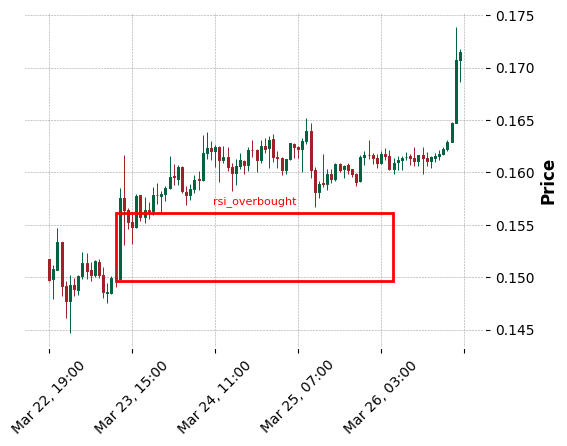 0.175
0.170
0.165
0.160
0.155
0.150
0.145
Price
rsi_overbought
Mar 22, 19:00
Mar 23, 15:00
Mar 24, 11:00
Mar 25, 07:00
Mar 26, 03:00